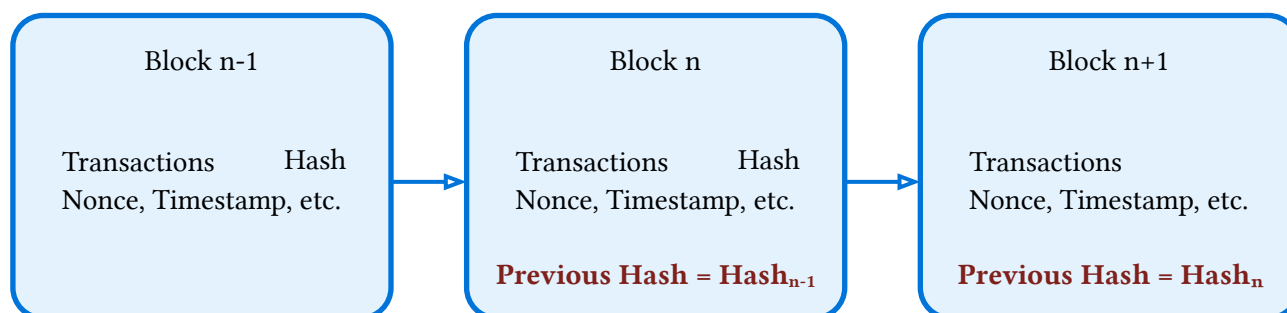 Block n-1
Transactions Hash
Nonce, Timestamp, etc.
Block n
Transactions Hash
Nonce, Timestamp, etc.
Previous Hash = Hashₙ₋₁
Block n+1
Transactions
Nonce, Timestamp, etc.
Previous Hash = Hashₙ